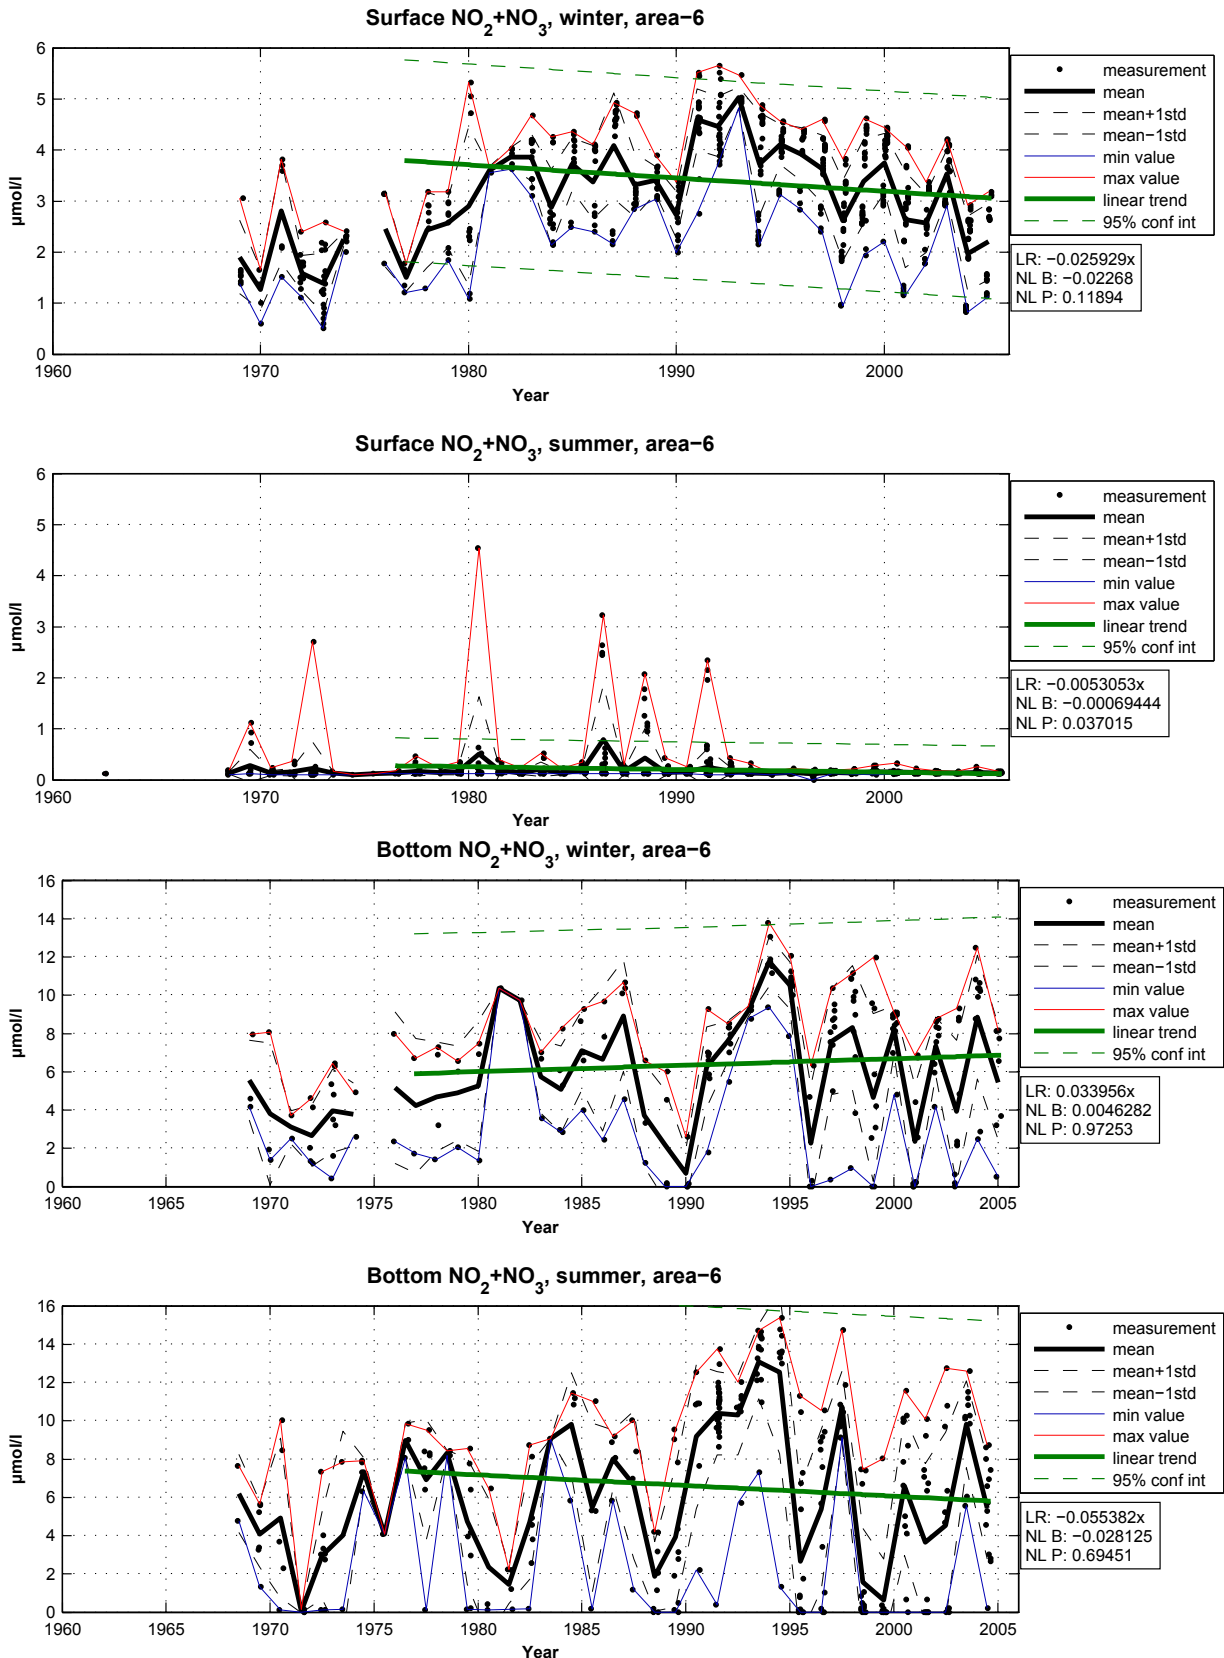 Surface NO2+NO3, winter, area−6
6
5
4
3
2
1
0
µmol/l
1960 1970 1980 1990 2000
Year
measurement
mean
mean+1std
mean−1std
min value
max value
linear trend
95% conf int
LR: −0.025929x
NL B: −0.02268
NL P: 0.11894
Surface NO2+NO3, summer, area−6
6
5
4
3
2
1
0
µmol/l
1960 1970 1980 1990 2000
Year
measurement
mean
mean+1std
mean−1std
min value
max value
linear trend
95% conf int
LR: −0.0053053x
NL B: −0.00069444
NL P: 0.037015
Bottom NO2+NO3, winter, area−6
16
14
12
10
8
6
4
2
0
µmol/l
1960 1965 1970 1975 1980 1985 1990 1995 2000 2005
Year
measurement
mean
mean+1std
mean−1std
min value
max value
linear trend
95% conf int
LR: 0.033956x
NL B: 0.0046282
NL P: 0.97253
Bottom NO2+NO3, summer, area−6
16
14
12
10
8
6
4
2
0
µmol/l
1960 1965 1970 1975 1980 1985 1990 1995 2000 2005
Year
measurement
mean
mean+1std
mean−1std
min value
max value
linear trend
95% conf int
LR: −0.055382x
NL B: −0.028125
NL P: 0.69451